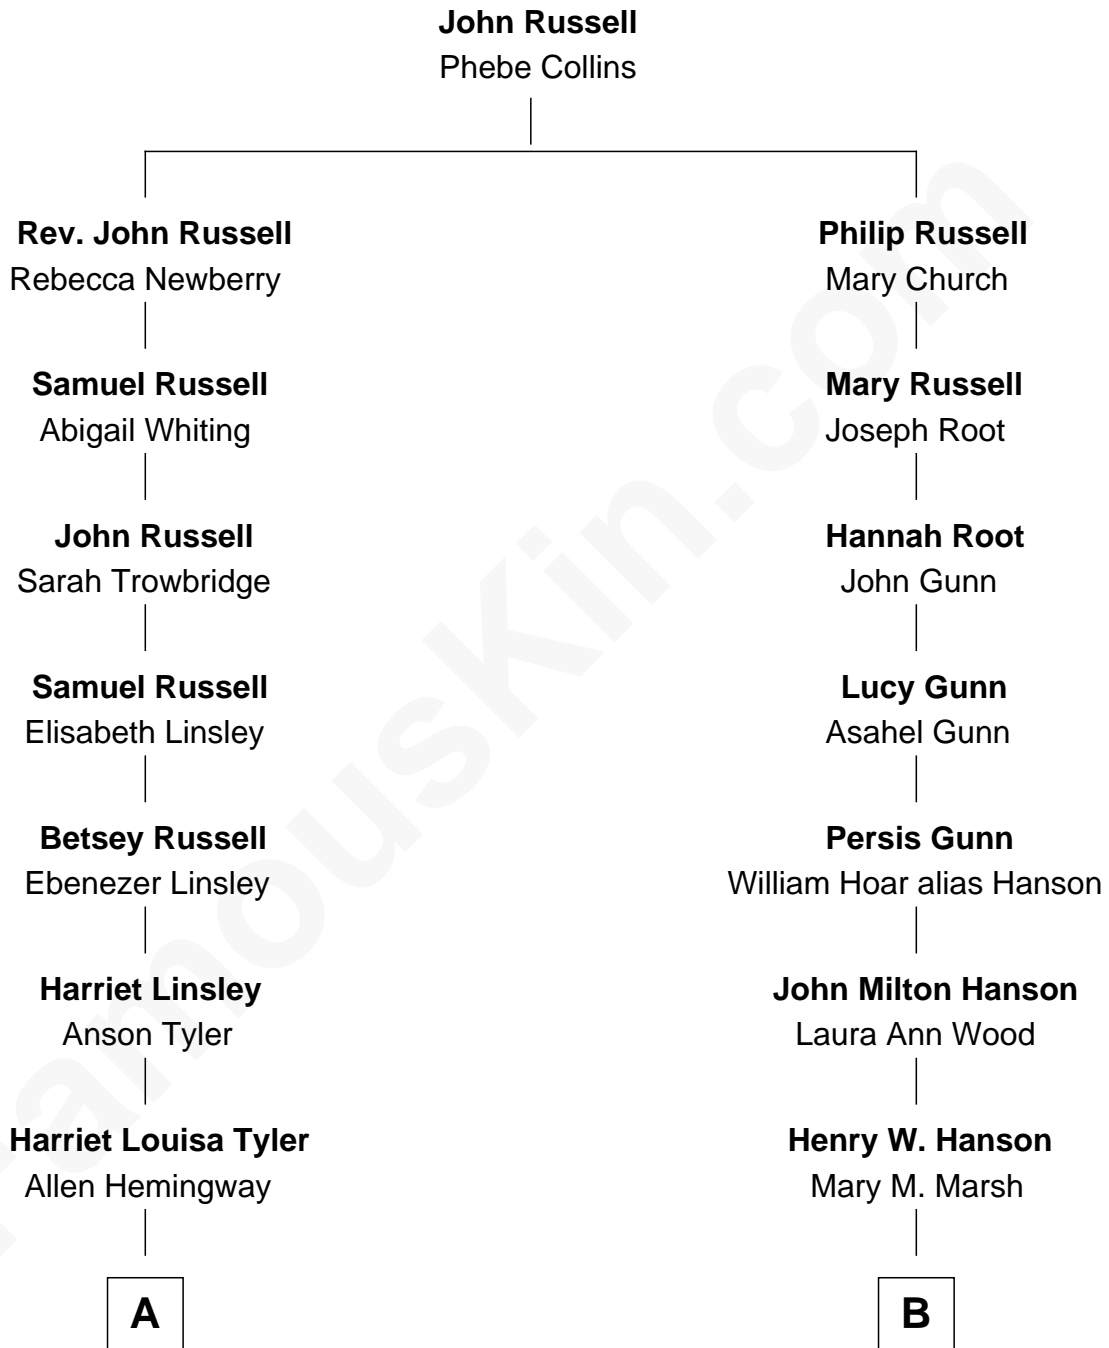 John Russell
Phebe Collins
Rev. John Russell
Rebecca Newberry
Philip Russell
Mary Church
Samuel Russell
Abigail Whiting
Mary Russell
Joseph Root
John Russell
Sarah Trowbridge
Hannah Root
John Gunn
Samuel Russell
Elisabeth Linsley
Lucy Gunn
Asahel Gunn
Betsey Russell
Ebenezer Linsley
Persis Gunn
William Hoar alias Hanson
Harriet Linsley
Anson Tyler
John Milton Hanson
Laura Ann Wood
Harriet Louisa Tyler
Allen Hemingway
Henry W. Hanson
Mary M. Marsh
A
B
FamousKin.com